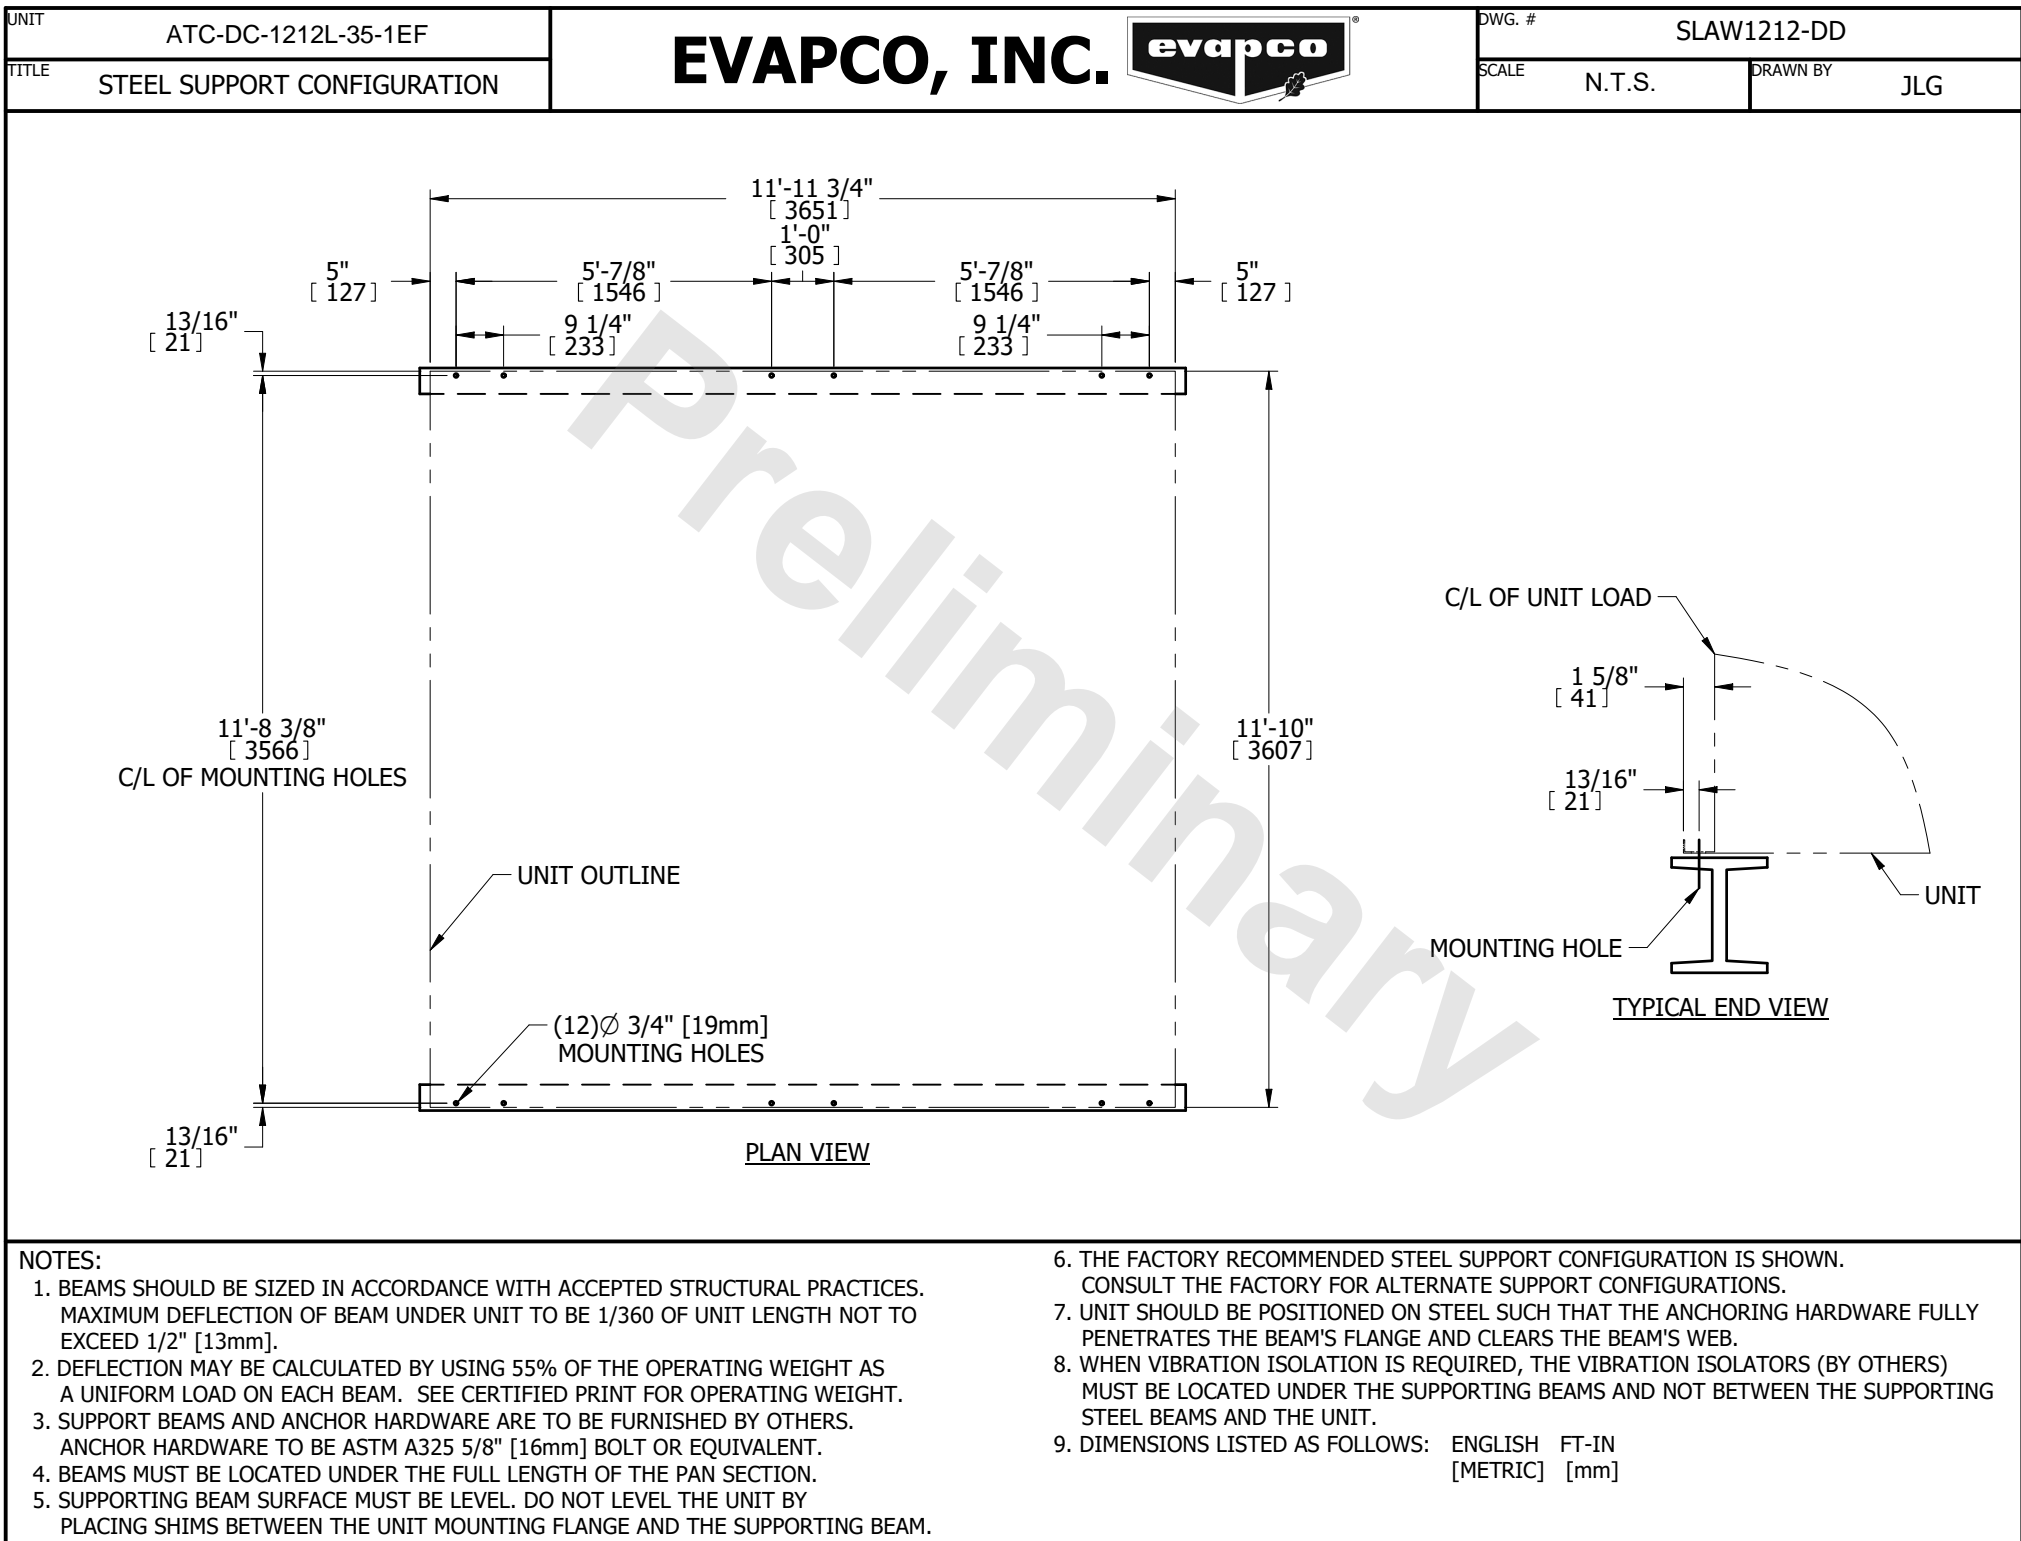 UNIT
ATC-DC-1212L-35-1EF
TITLE
STEEL SUPPORT CONFIGURATION
EVAPCO, INC.
evapco
®
DWG. #
SLAW1212-DD
SCALE
N.T.S.
DRAWN BY
JLG
11'-11 3/4"
[ 3651]
1'-0"
[ 305 ]
5"
[ 127]
5'-7/8"
[ 1546 ]
5'-7/8"
[ 1546 ]
5"
[ 127 ]
13/16"
[ 21]
9 1/4"
[ 233]
9 1/4"
[ 233 ]
Preliminary
11'-8 3/8"
[ 3566]
C/L OF MOUNTING HOLES
11'-10"
[ 3607]
UNIT OUTLINE
(12)∅ 3/4" [19mm]
MOUNTING HOLES
13/16"
[ 21]
PLAN VIEW
C/L OF UNIT LOAD
1 5/8"
[ 41]
13/16"
[ 21]
UNIT
MOUNTING HOLE
TYPICAL END VIEW
NOTES:
1. BEAMS SHOULD BE SIZED IN ACCORDANCE WITH ACCEPTED STRUCTURAL PRACTICES.
MAXIMUM DEFLECTION OF BEAM UNDER UNIT TO BE 1/360 OF UNIT LENGTH NOT TO
EXCEED 1/2" [13mm].
2. DEFLECTION MAY BE CALCULATED BY USING 55% OF THE OPERATING WEIGHT AS
A UNIFORM LOAD ON EACH BEAM. SEE CERTIFIED PRINT FOR OPERATING WEIGHT.
3. SUPPORT BEAMS AND ANCHOR HARDWARE ARE TO BE FURNISHED BY OTHERS.
ANCHOR HARDWARE TO BE ASTM A325 5/8" [16mm] BOLT OR EQUIVALENT.
4. BEAMS MUST BE LOCATED UNDER THE FULL LENGTH OF THE PAN SECTION.
5. SUPPORTING BEAM SURFACE MUST BE LEVEL. DO NOT LEVEL THE UNIT BY
PLACING SHIMS BETWEEN THE UNIT MOUNTING FLANGE AND THE SUPPORTING BEAM.
6. THE FACTORY RECOMMENDED STEEL SUPPORT CONFIGURATION IS SHOWN.
CONSULT THE FACTORY FOR ALTERNATE SUPPORT CONFIGURATIONS.
7. UNIT SHOULD BE POSITIONED ON STEEL SUCH THAT THE ANCHORING HARDWARE FULLY
PENETRATES THE BEAM'S FLANGE AND CLEARS THE BEAM'S WEB.
8. WHEN VIBRATION ISOLATION IS REQUIRED, THE VIBRATION ISOLATORS (BY OTHERS)
MUST BE LOCATED UNDER THE SUPPORTING BEAMS AND NOT BETWEEN THE SUPPORTING
STEEL BEAMS AND THE UNIT.
9. DIMENSIONS LISTED AS FOLLOWS: ENGLISH FT-IN
[METRIC] [mm]